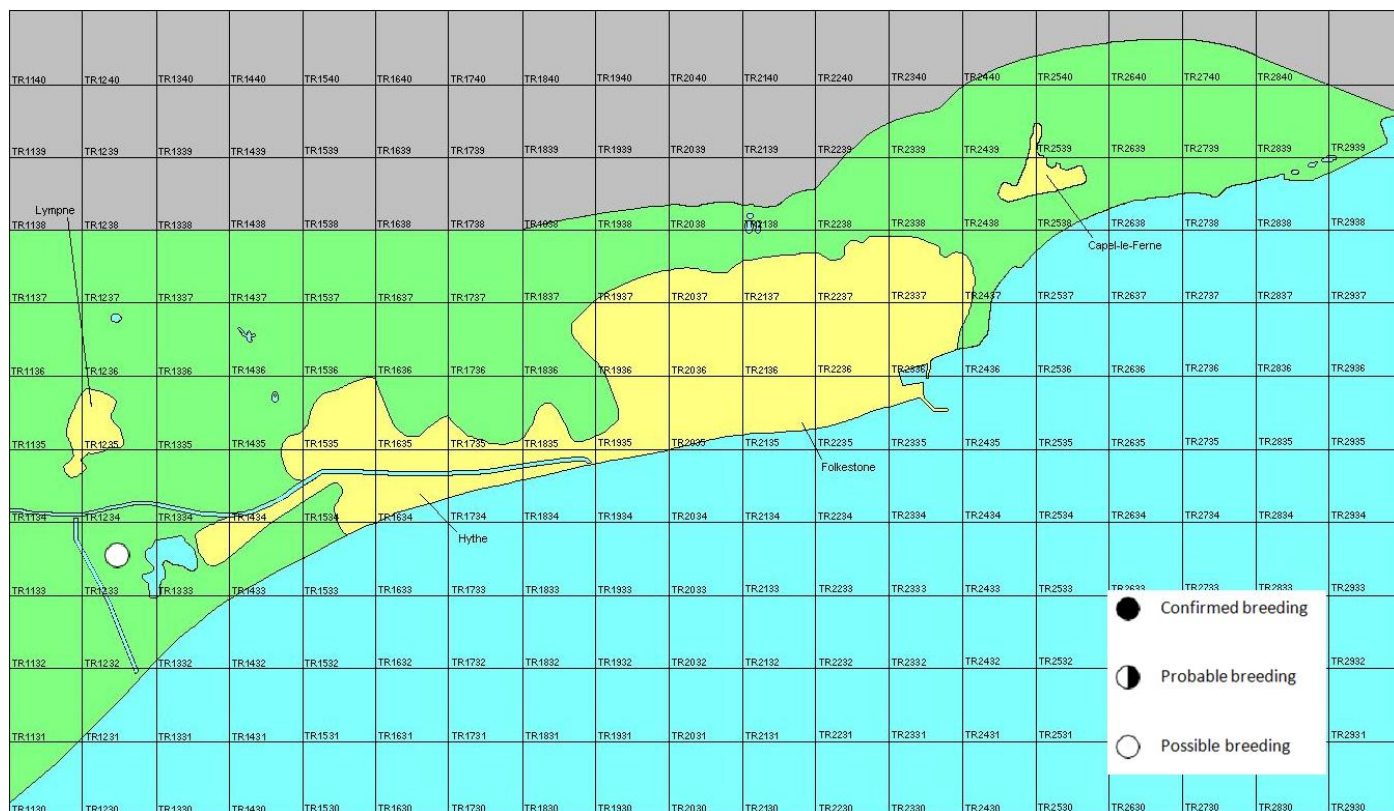 TR1140 TR1240 TR1340 TR1440 TR1540 TR1640 TR1740 TR1840 TR1940 TR2040 TR2140 TR2240 TR2340 TR2440 TR2540 TR2640 TR2740 TR2840
TR1139 TR1239 TR1339 TR1439 TR1539 TR1639 TR1739 TR1839 TR1939 TR2039 TR2139 TR2239 TR2339 TR2439 TR2539 TR2639 TR2739 TR2839 TR2939
Lympne
TR1138 TR1238 TR1338 TR1438 TR1538 TR1638 TR1738 TR1938 TR2038 TR2138 TR2238 TR2338 TR2438 TR2538 TR2638 TR2738 TR2838 TR2938
Capel-le-Ferne
TR1137 TR1237 TR1337 TR1437 TR1537 TR1637 TR1737 TR1837 TR1937 TR2037 TR2137 TR2237 TR2337 TR2437 TR2537 TR2637 TR2737 TR2837 TR2937
TR1136 TR1236 TR1336 TR1436 TR1536 TR1636 TR1736 TR1836 TR1936 TR2036 TR2136 TR2236 TR2336 TR2436 TR2536 TR2636 TR2736 TR2836 TR2936
TR1135 TR1235 TR1335 TR1435 TR1535 TR1635 TR1735 TR1835 TR1935 TR2035 TR2135 TR2235 TR2335 TR2435 TR2535 TR2635 TR2735 TR2835 TR2935
Folkestone
TR1134 TR1234 TR1334 TR1434 TR1534 TR1634 TR1734 TR1834 TR1934 TR2034 TR2134 TR2234 TR2334 TR2434 TR2534 TR2634 TR2734 TR2834 TR2934
Hythe
TR1133 TR1233 TR1333 TR1433 TR1533 TR1633 TR1733 TR1833 TR1933 TR2033 TR2133 TR2233 TR2333 TR2433 TR2533 TR2633 TR2733 TR2833 TR2933
Confirmed breeding
TR1132 TR1232 TR1332 TR1432 TR1532 TR1632 TR1732 TR1832 TR1932 TR2032 TR2132 TR2232 TR2332 TR2432 TR2532 TR2932
Probable breeding
TR1131 TR1231 TR1331 TR1431 TR1531 TR1631 TR1731 TR1831 TR1931 TR2031 TR2131 TR2231 TR2331 TR2431 TR2531 TR2931
Possible breeding
TR1130 TR1230 TR1330 TR1430 TR1530 TR1630 TR1730 TR1830 TR1930 TR2030 TR2130 TR2230 TR2330 TR2430 TR2530 TR2630 TR2730 TR2830 TR2930